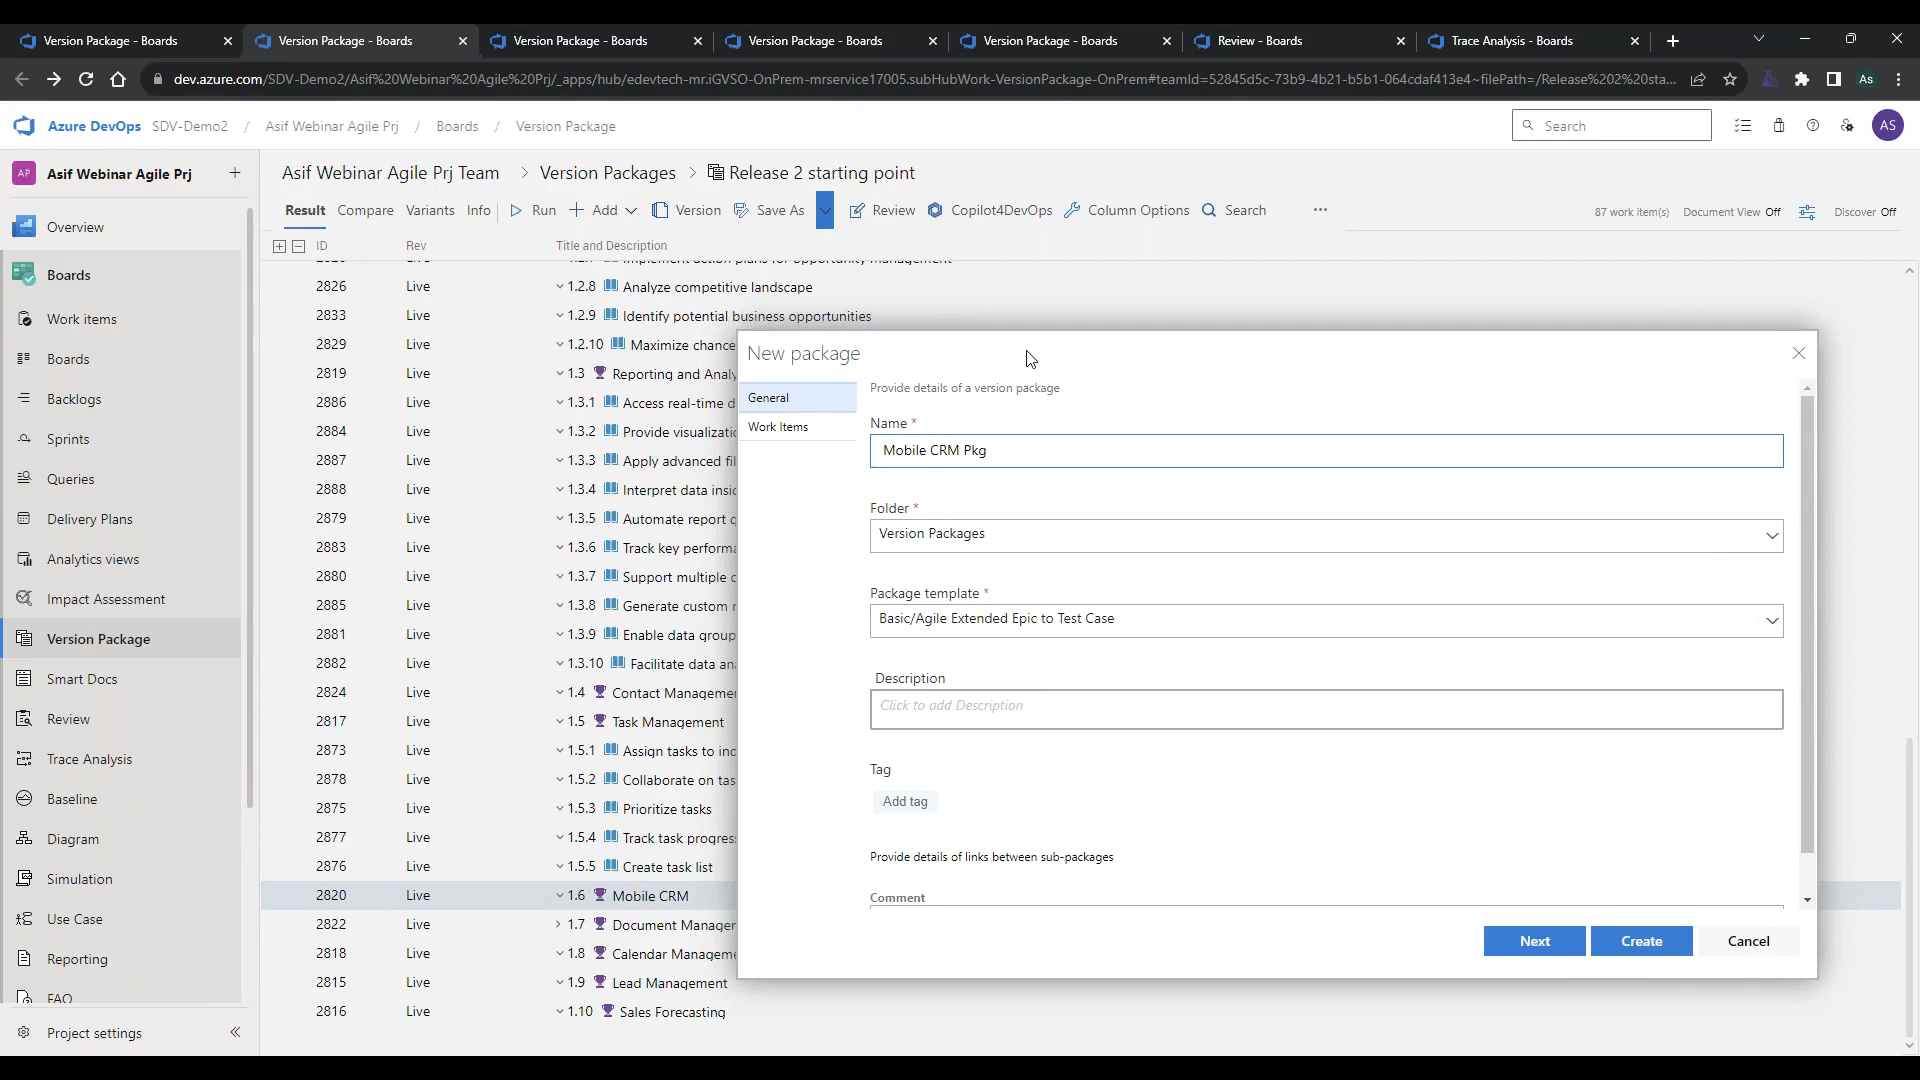 Version Package - Boards
Version Package - Boards
Version Package - Boards
Version Package - Boards
Version Package - Boards
Review - Boards
Trace Analysis - Boards
dev.azure.com/SDV-Demo2/Asif%20Webinar%20Agile%20Prj/_apps/hub/edevtech-mr.iGVSO-OnPrem-mrservice17005.subHubWork-VersionPackage-OnPrem#teamId=52845d5c-73b9-4b21-b5b1-064cdaf413e4~filePath=/Release%202%20sta...
As
Azure DevOps SDV-Demo2 / Asif Webinar Agile Prj / Boards / Version Package
Search
AS
AP Asif Webinar Agile Prj
Overview
Boards
Work items
Boards
Backlogs
Sprints
Queries
Delivery Plans
Analytics views
Impact Assessment
Version Package
Smart Docs
Review
Trace Analysis
Baseline
Diagram
Simulation
Use Case
Reporting
FAQ
Project settings
Asif Webinar Agile Prj Team > Version Packages > Release 2 starting point
Result Compare Variants Info Run Add Version Save As Review Copilot4DevOps Column Options Search ...
87 work item(s) Document View Off Discover Off
ID Rev Title and Description
2826 Live 1.2.8 Analyze competitive landscape
2833 Live 1.2.9 Identify potential business opportunities
2829 Live 1.2.10 Maximize chance
2819 Live 1.3 Reporting and Analy
2886 Live 1.3.1 Access real-time d
2884 Live 1.3.2 Provide visualizati
2887 Live 1.3.3 Apply advanced fil
2888 Live 1.3.4 Interpret data insi
2879 Live 1.3.5 Automate report
2883 Live 1.3.6 Track key perform
2880 Live 1.3.7 Support multiple
2885 Live 1.3.8 Generate custom
2881 Live 1.3.9 Enable data group
2882 Live 1.3.10 Facilitate data an
2824 Live 1.4 Contact Manageme
2817 Live 1.5 Task Management
2873 Live 1.5.1 Assign tasks to in
2878 Live 1.5.2 Collaborate on tas
2875 Live 1.5.3 Prioritize tasks
2877 Live 1.5.4 Track task progres
2876 Live 1.5.5 Create task list
2820 Live 1.6 Mobile CRM
2822 Live 1.7 Document Manager
2818 Live 1.8 Calendar Manageme
2815 Live 1.9 Lead Management
2816 Live 1.10 Sales Forecasting
New package
General
Work Items
Provide details of a version package
Name *
Mobile CRM Pkg
Folder *
Version Packages
Package template *
Basic/Agile Extended Epic to Test Case
Description
Click to add Description
Tag
Add tag
Provide details of links between sub-packages
Comment
Next Create Cancel